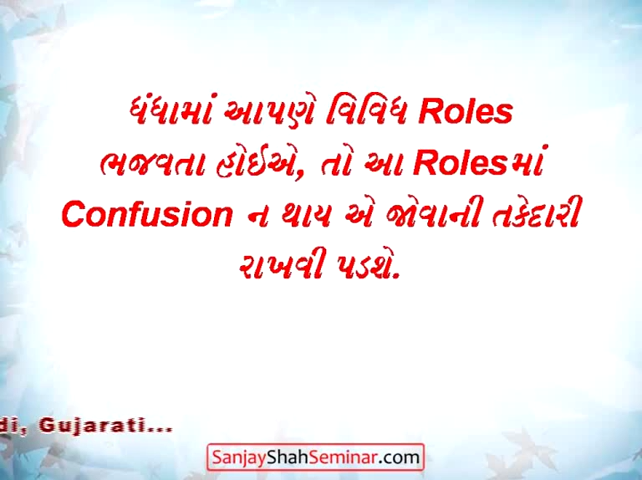 ધંધામાં આપણે વિવિધ Roles
ભજવતા હોઈએ, તો આ Rolesમાં
Confusion ન થાય એ જોવાની તકેદારી
રાખવી પડશે.
di, Gujarati...
SanjayShahSeminar.com